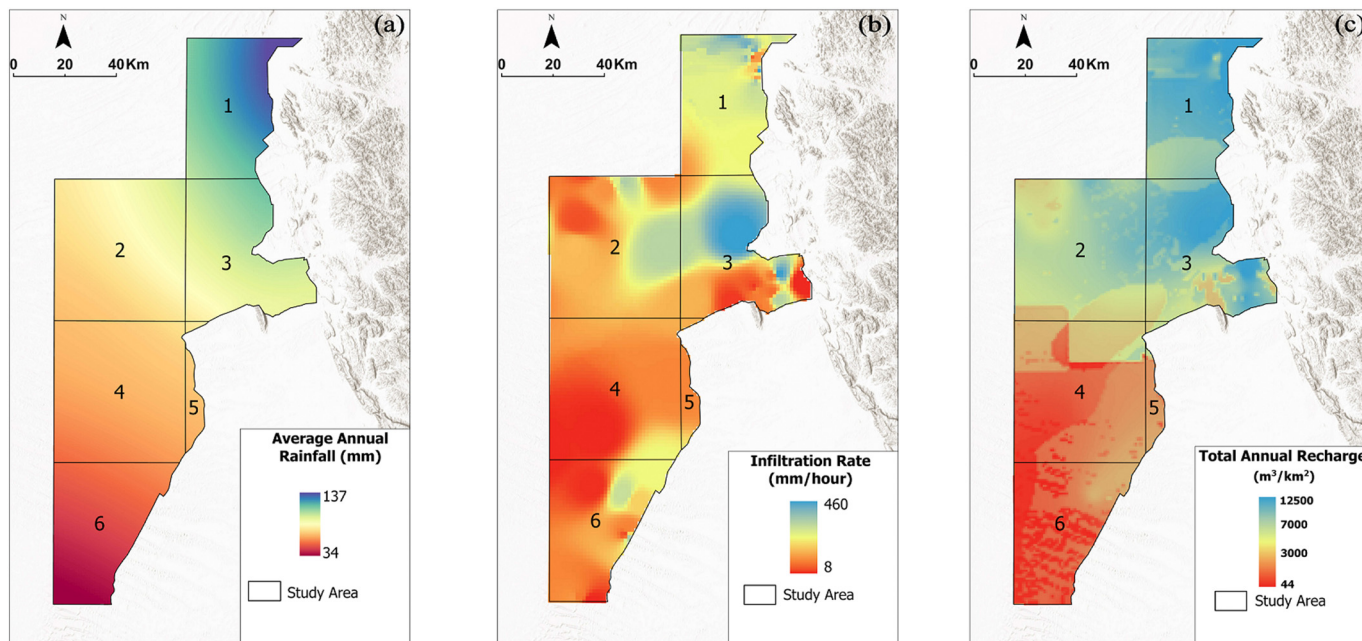 (a)
N
0 20 40 Km
1
2
3
4
5
6
Average Annual
Rainfall (mm)
137
34
Study Area
(b)
N
0 20 40 Km
1
2
3
4
5
6
Infiltration Rate
(mm/hour)
460
8
Study Area
(c)
N
0 20 40 Km
1
2
3
4
5
6
Total Annual Recharge
(m³/km²)
12500
7000
3000
44
Study Area